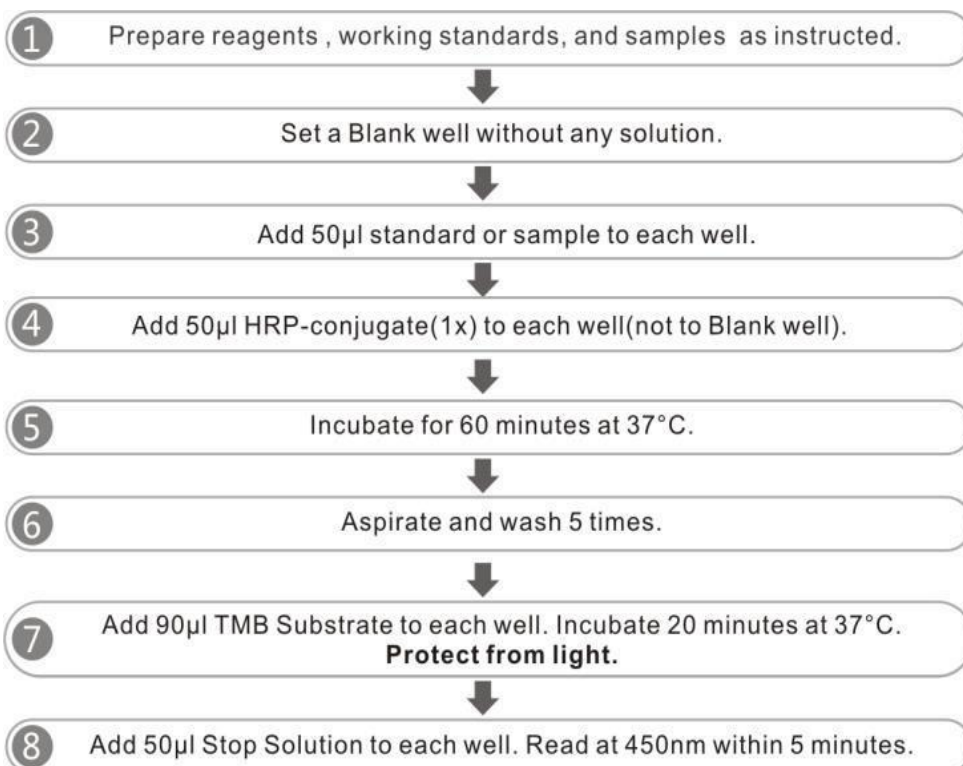 1 Prepare reagents , working standards, and samples as instructed.
2 Set a Blank well without any solution.
3 Add 50µl standard or sample to each well.
4 Add 50µl HRP-conjugate(1x) to each well(not to Blank well).
5 Incubate for 60 minutes at 37°C.
6 Aspirate and wash 5 times.
7 Add 90µl TMB Substrate to each well. Incubate 20 minutes at 37°C.
Protect from light.
8 Add 50µl Stop Solution to each well. Read at 450nm within 5 minutes.